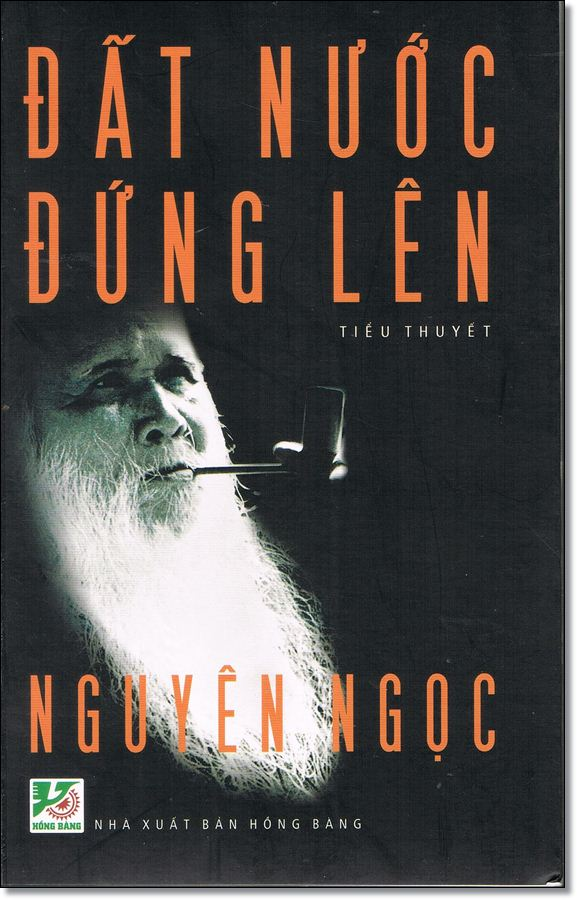 ĐẤT NƯỚC
ĐỨNG LÊN
TIỂU THUYẾT
NGUYÊN NGỌC
HỒNG BÀNG
NHÀ XUẤT BẢN HỒNG BÀNG